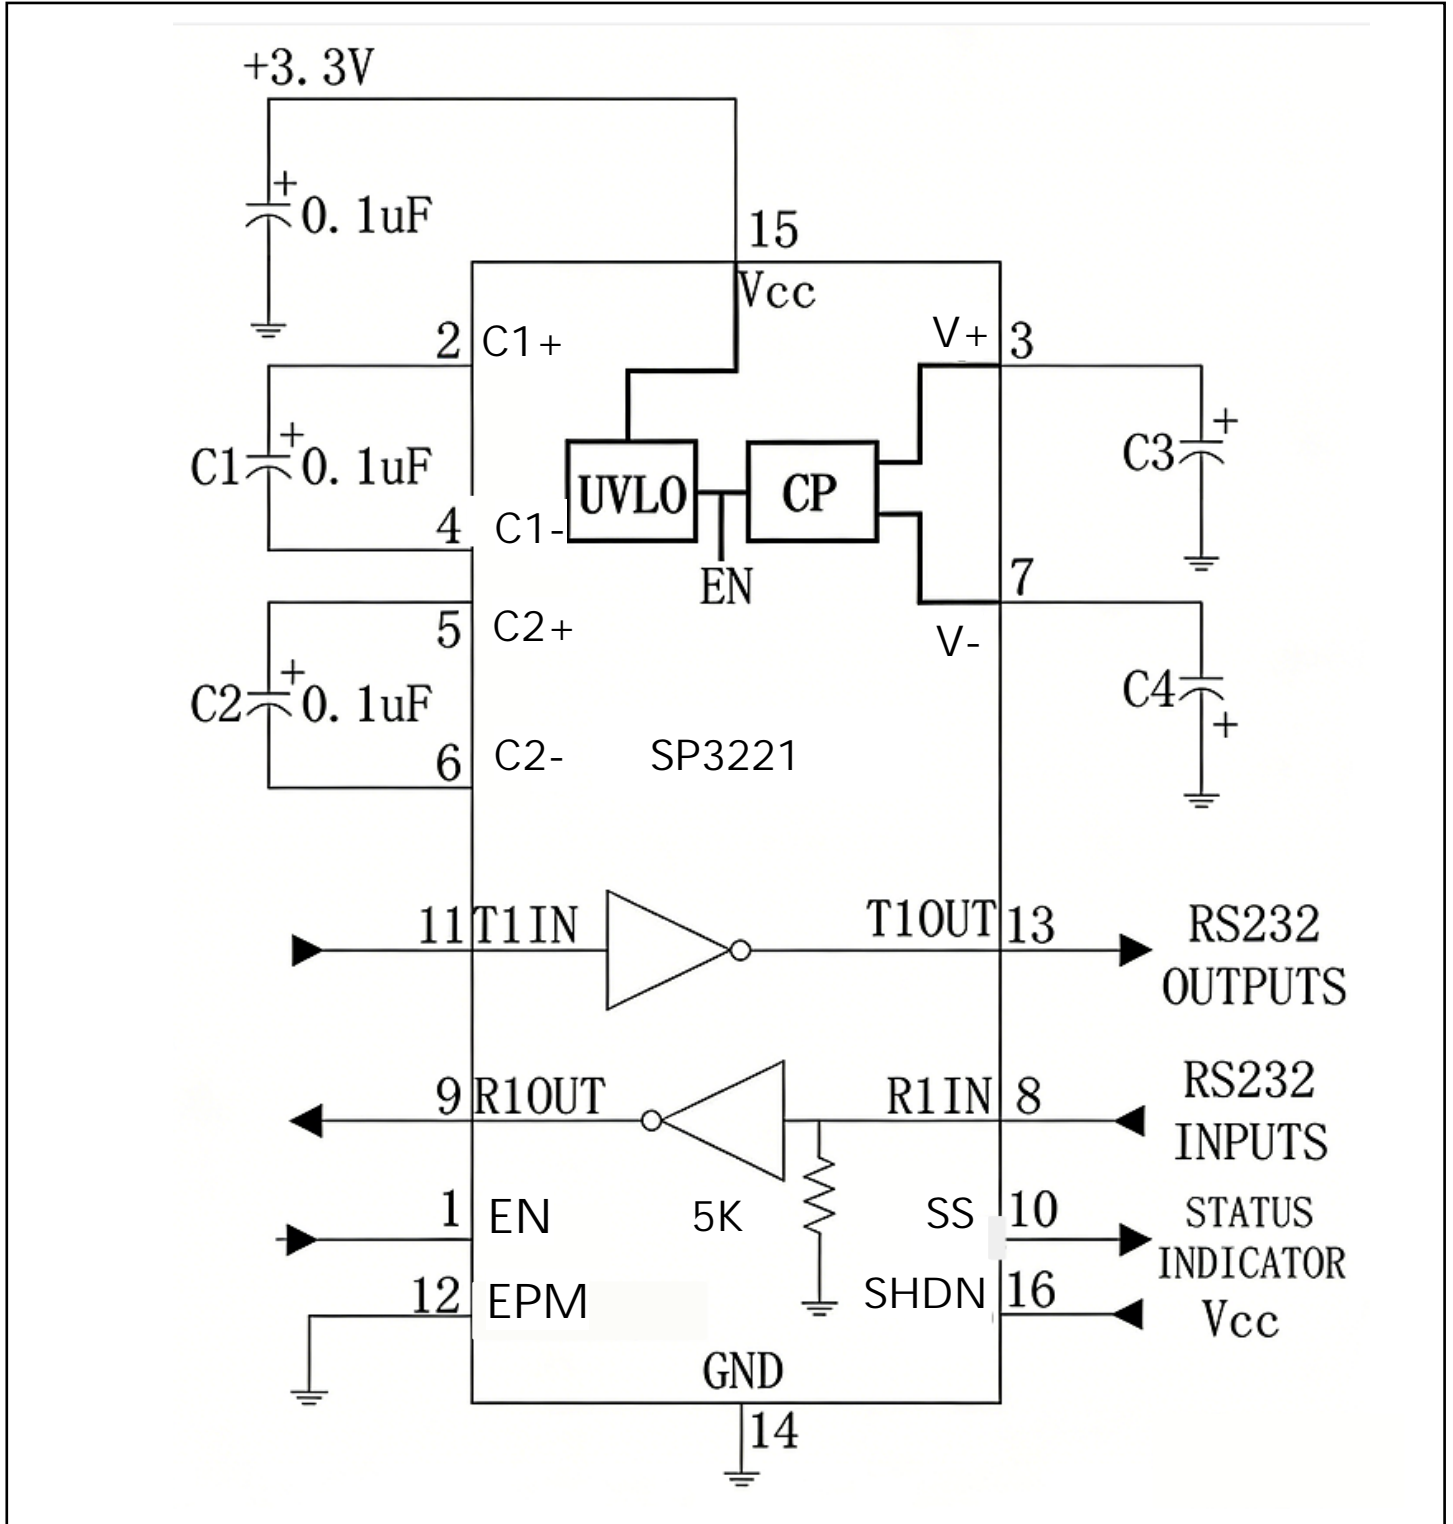 +3.3V
+
0.1uF
15
Vcc
2
C1+
V+
3
+
C1
0.1uF
4
C1-
UVLO
CP
EN
+
C3
5
C2+
7
V-
+
C2
0.1uF
6
C2-
SP3221
C4
+
11
T1IN
T1OUT
13
RS232
OUTPUTS
9
R1OUT
R1IN
8
RS232
INPUTS
1
EN
5K
SS
10
STATUS
INDICATOR
12
EPM
SHDN
16
Vcc
GND
14